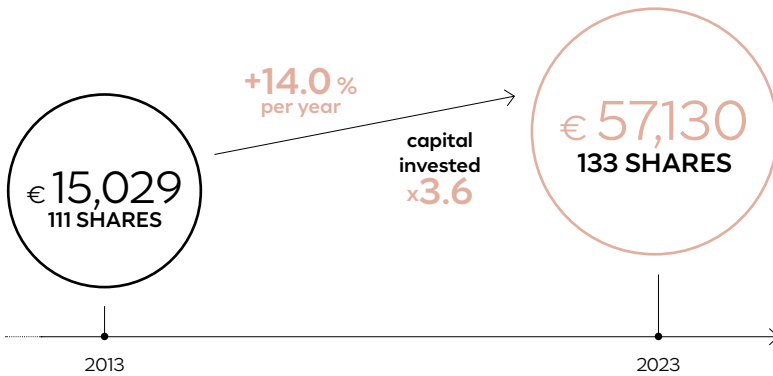 +14.0 %
per year
capital
invested
x3.6
€ 15,029
111 SHARES
€ 57,130
133 SHARES
2013
2023